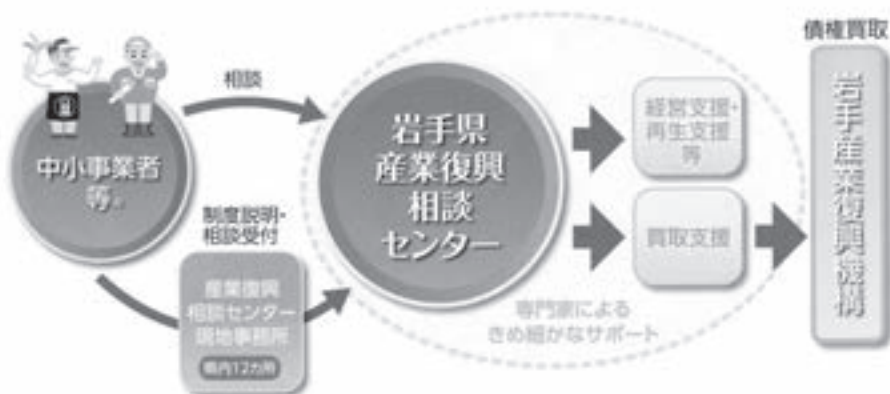 中小事業者
等。
相談
制度説明・
相談受付
産業復興
相談センター
現地事務所
県内12カ所
岩手県
産業復興
相談
センター
経営支援・
再生支援
等
買取支援
専門家による
きめ細かなサポート
債権買取
岩手産業復興機構